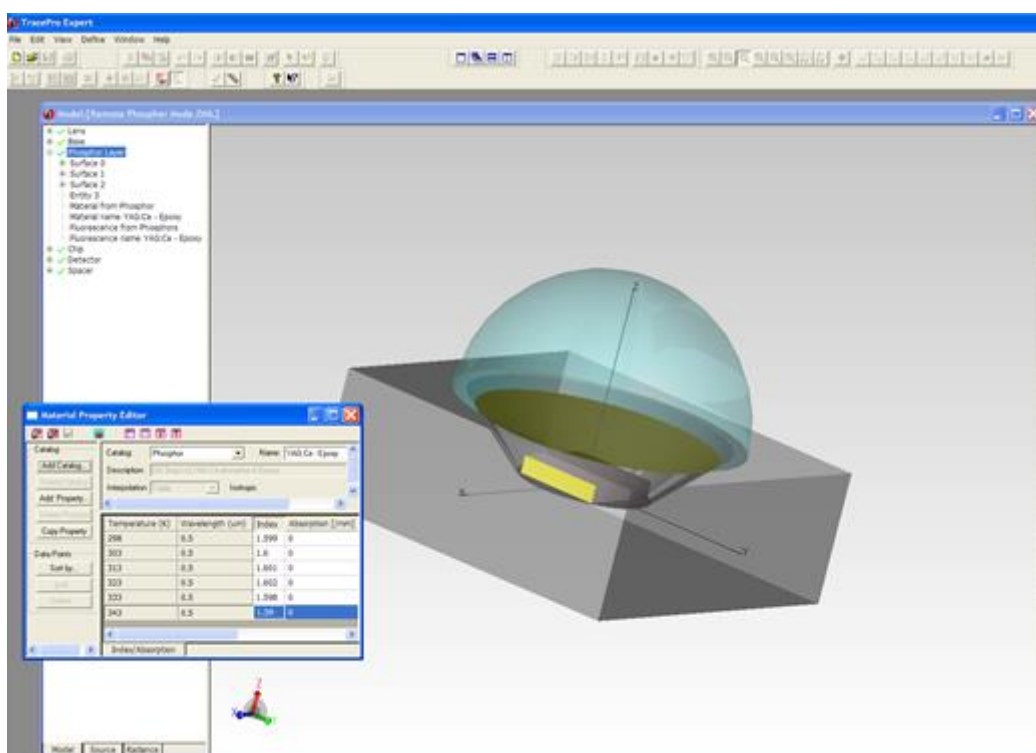 TracePro Expert
File Edit View Define Window Help
Model:[Remote Phosphor
Lens
Base
Phosphor Layer
Surface 0
Surface 1
Surface 2
Entity 3
Material from Phosphor
Material name YAG:Ce - Epoxy
Fluorescence from Phosphors
Fluorescence name YAG:Ce - Epoxy
Chip
Detector
Spacer
Material Property Editor
Catalog
Add Catalog...
Add Property...
Copy Property
Data Points
Sort by...
Catalog: Phosphor Name: YAG:Ce - Epoxy
Description:
Interpolation: Isotropic
Temperature (K) Wavelength (um) Index Absorption (/mm)
298 0.5 1.599 0
303 0.5 1.6 0
313 0.5 1.601 0
323 0.5 1.602 0
333 0.5 1.598 0
343 0.5 1.59 0
Index/Absorption
Z
X
Y
Z
X
Y
Model Source Radiance